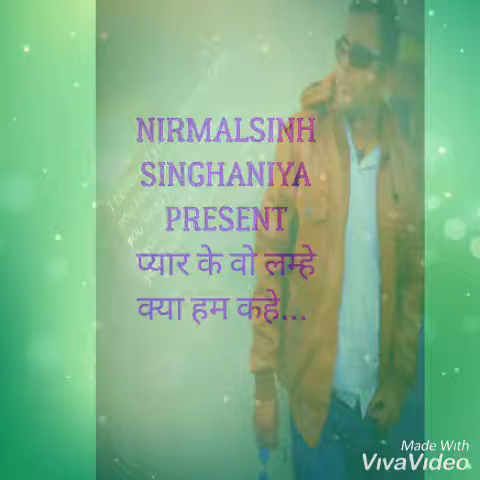 NIRMALSINH
SINGHANIYA
PRESENT
प्यार के वो लम्हे
क्या हम कहे...
Made With
VivaVideo